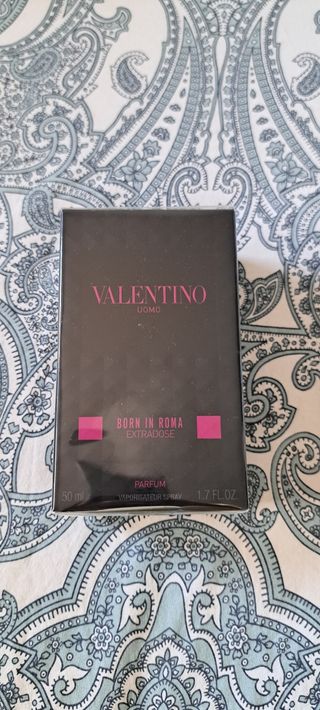 VALENTINO
UOMO
BORN IN ROMA
EXTRADOSE
PARFUM
50 ml VAPORISATEUR SPRAY 1.7 FL.OZ